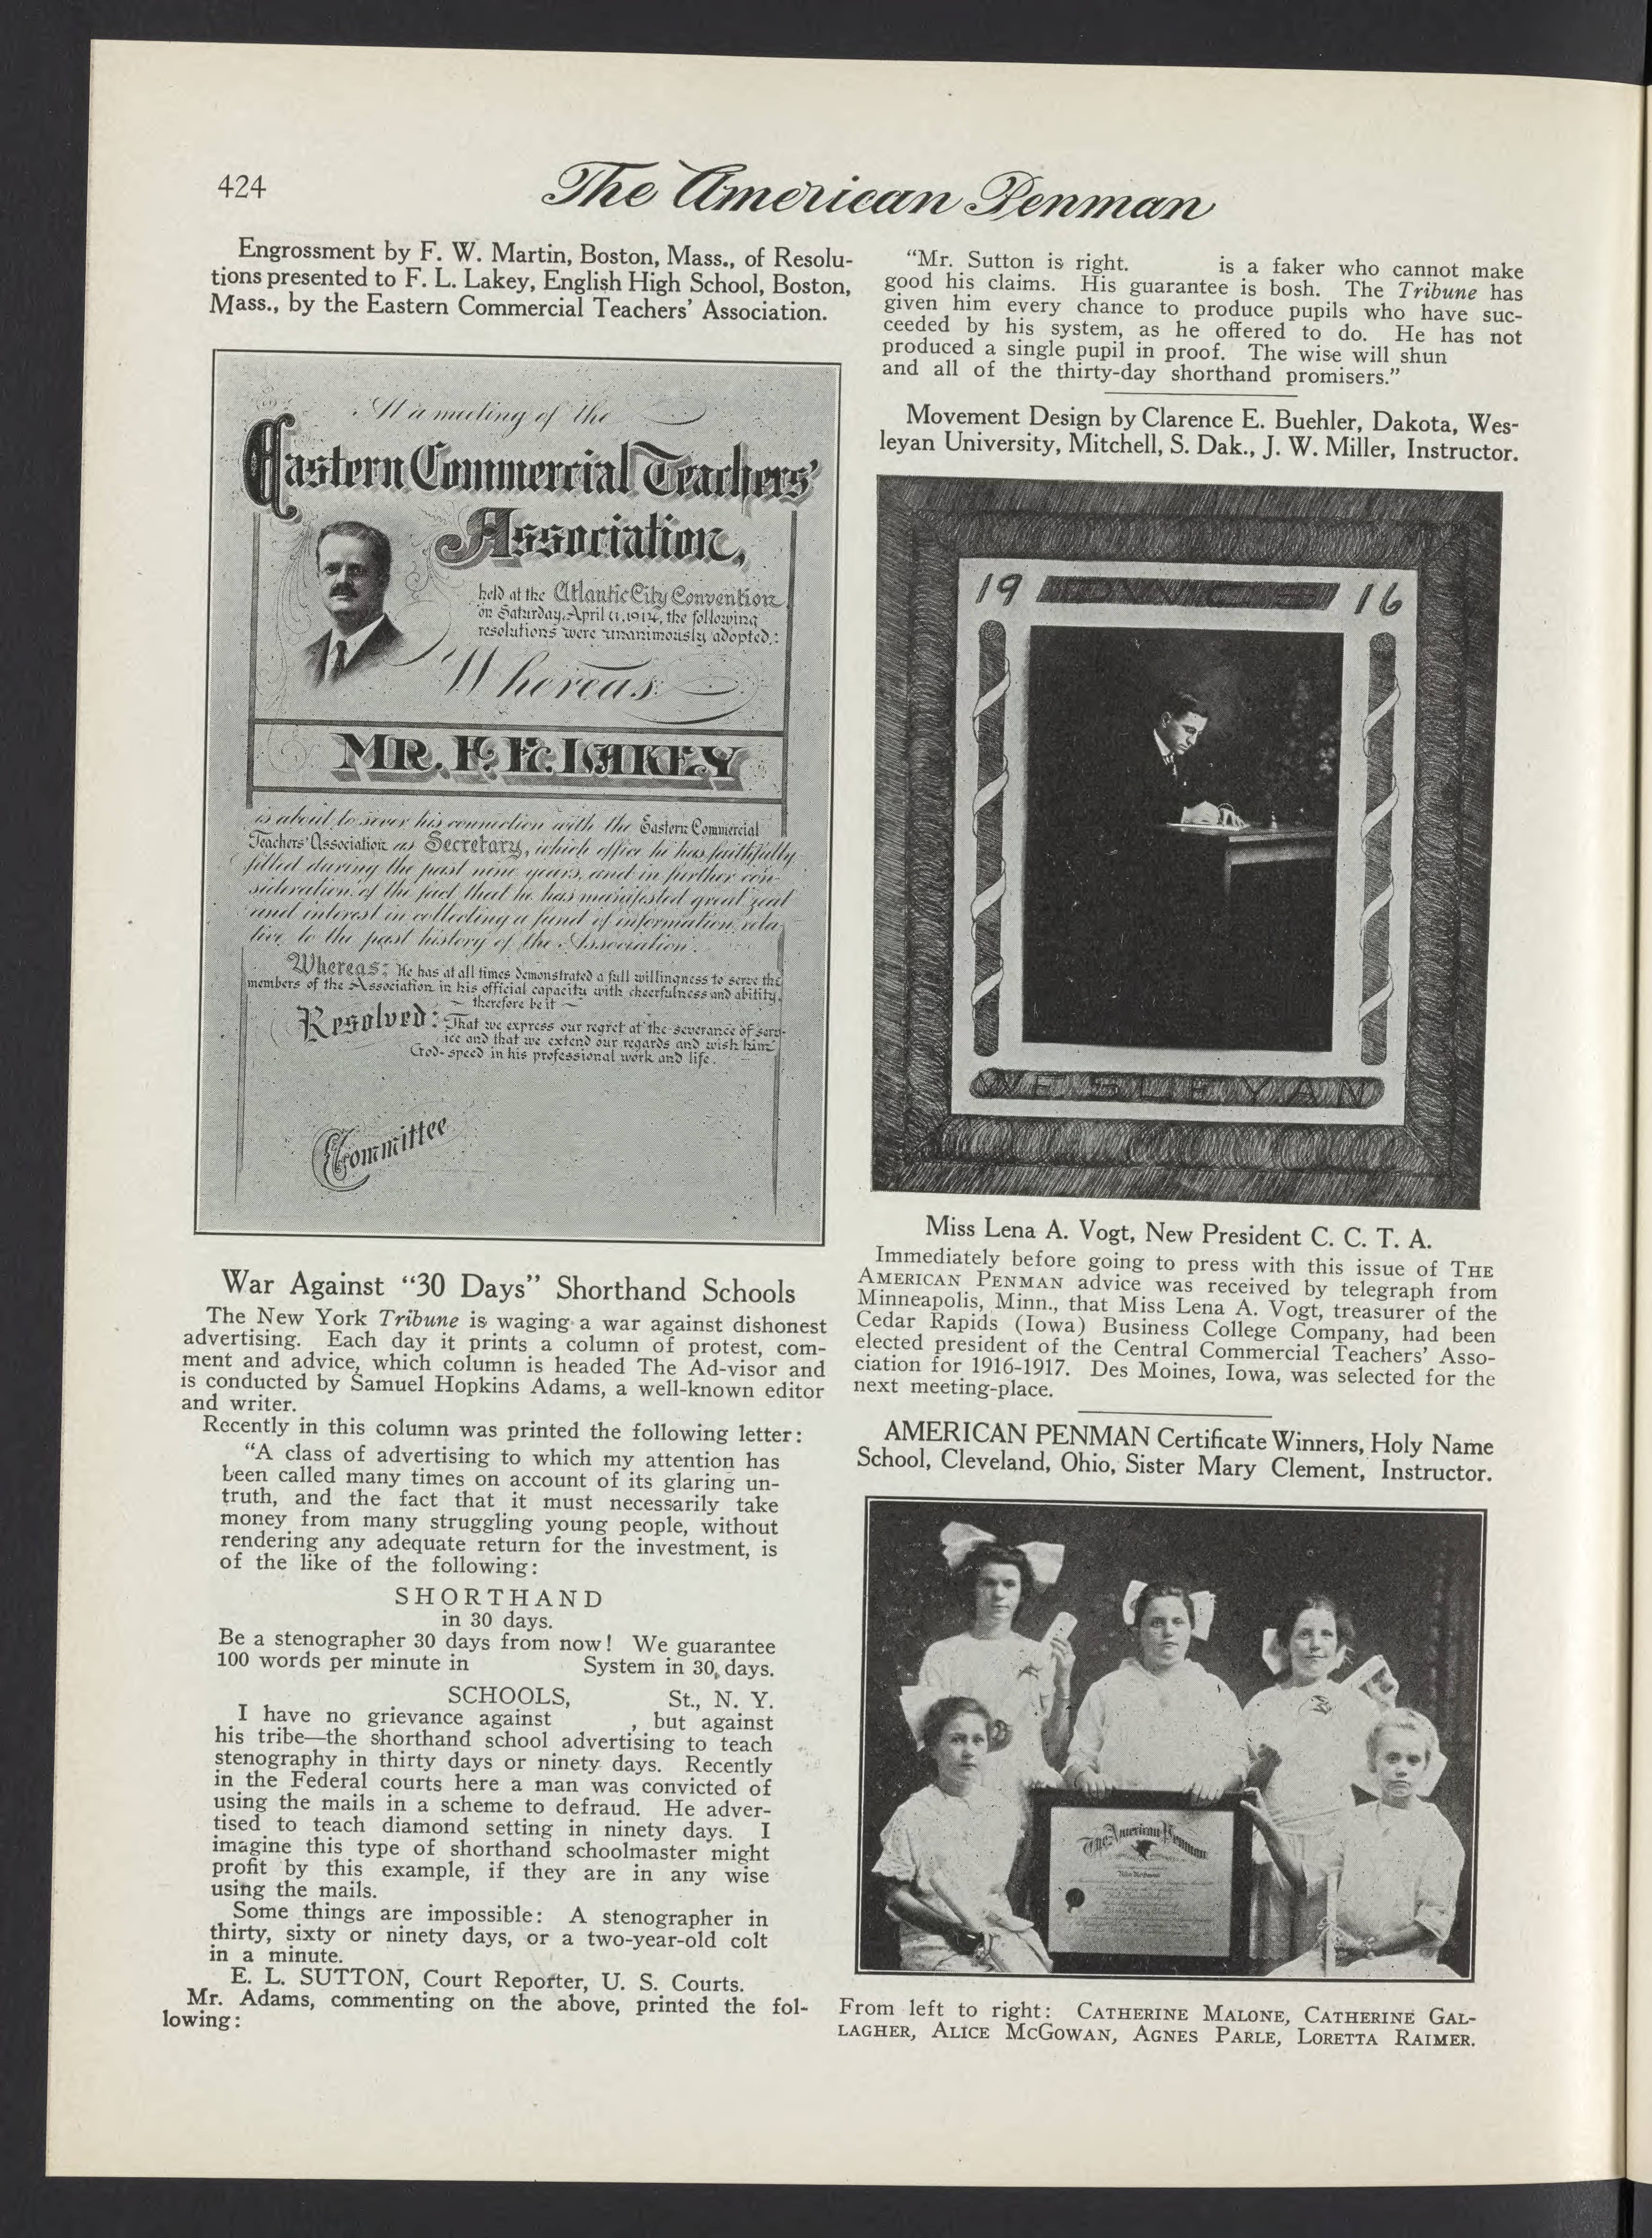 424
The American Penman
Engrossment by F. W. Martin, Boston, Mass., of Resolu-
tions presented to F. L. Lakey, English High School, Boston,
Mass., by the Eastern Commercial Teachers' Association.
At a meeting of the
Eastern Commercial Teachers'
Association,
held at the Atlantic City Convention
on Saturday, April 11, 1914, the following
resolutions were unanimously adopted:
Whereas:
MR. F. E. LAKEY
is about to sever his connection with the Eastern Commercial
Teachers' Association as Secretary, which office he has faithfully
filled during the past nine years, and in further con-
sideration of the fact that he has manifested great zeal
and interest in collecting a fund of information rela
tive to the past history of the Association.
Whereas: He has at all times demonstrated a full willingness to serve the
members of the Association in his official capacity with cheerfulness and abitity,
therefore be it
Resolved: That we express our regret at the severance of serv-
ice and that we extend our regards and wish him
God-speed in his professional work and life.
Committee
War Against "30 Days" Shorthand Schools
The New York Tribune is waging a war against dishonest
advertising. Each day it prints a column of protest, com-
ment and advice, which column is headed The Ad-visor and
is conducted by Samuel Hopkins Adams, a well-known editor
and writer.
Recently in this column was printed the following letter:
"A class of advertising to which my attention has
been called many times on account of its glaring un-
truth, and the fact that it must necessarily take
money from many struggling young people, without
rendering any adequate return for the investment, is
of the like of the following:
SHORTHAND
in 30 days.
Be a stenographer 30 days from now! We guarantee
100 words per minute in System in 30 days.
SCHOOLS, St., N. Y.
I have no grievance against , but against
his tribe—the shorthand school advertising to teach
stenography in thirty days or ninety days. Recently
in the Federal courts here a man was convicted of
using the mails in a scheme to defraud. He adver-
tised to teach diamond setting in ninety days. I
imagine this type of shorthand schoolmaster might
profit by this example, if they are in any wise
using the mails.
Some things are impossible: A stenographer in
thirty, sixty or ninety days, or a two-year-old colt
in a minute.
E. L. SUTTON, Court Reporter, U. S. Courts.
Mr. Adams, commenting on the above, printed the fol-
lowing:
"Mr. Sutton is right. is a faker who cannot make
good his claims. His guarantee is bosh. The Tribune has
given him every chance to produce pupils who have suc-
ceeded by his system, as he offered to do. He has not
produced a single pupil in proof. The wise will shun
and all of the thirty-day shorthand promisers."
Movement Design by Clarence E. Buehler, Dakota, Wes-
leyan University, Mitchell, S. Dak., J. W. Miller, Instructor.
19 16
WESLEYAN
Miss Lena A. Vogt, New President C. C. T. A.
Immediately before going to press with this issue of THE
AMERICAN PENMAN advice was received by telegraph from
Minneapolis, Minn., that Miss Lena A. Vogt, treasurer of the
Cedar Rapids (Iowa) Business College Company, had been
elected president of the Central Commercial Teachers' Asso-
ciation for 1916-1917. Des Moines, Iowa, was selected for the
next meeting-place.
AMERICAN PENMAN Certificate Winners, Holy Name
School, Cleveland, Ohio, Sister Mary Clement, Instructor.
The American Penman
From left to right: CATHERINE MALONE, CATHERINE GAL-
LAGHER, ALICE MCGOWAN, AGNES PARLE, LORETTA RAIMER.